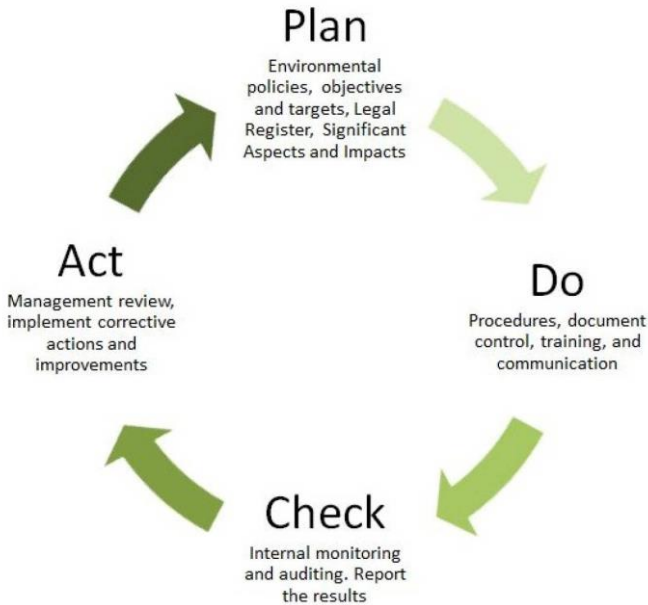 Plan
Environmental
policies, objectives
and targets, Legal
Register, Significant
Aspects and Impacts
Do
Procedures, document
control, training, and
communication
Check
Internal monitoring
and auditing. Report
the results
Act
Management review,
implement corrective
actions and
improvements